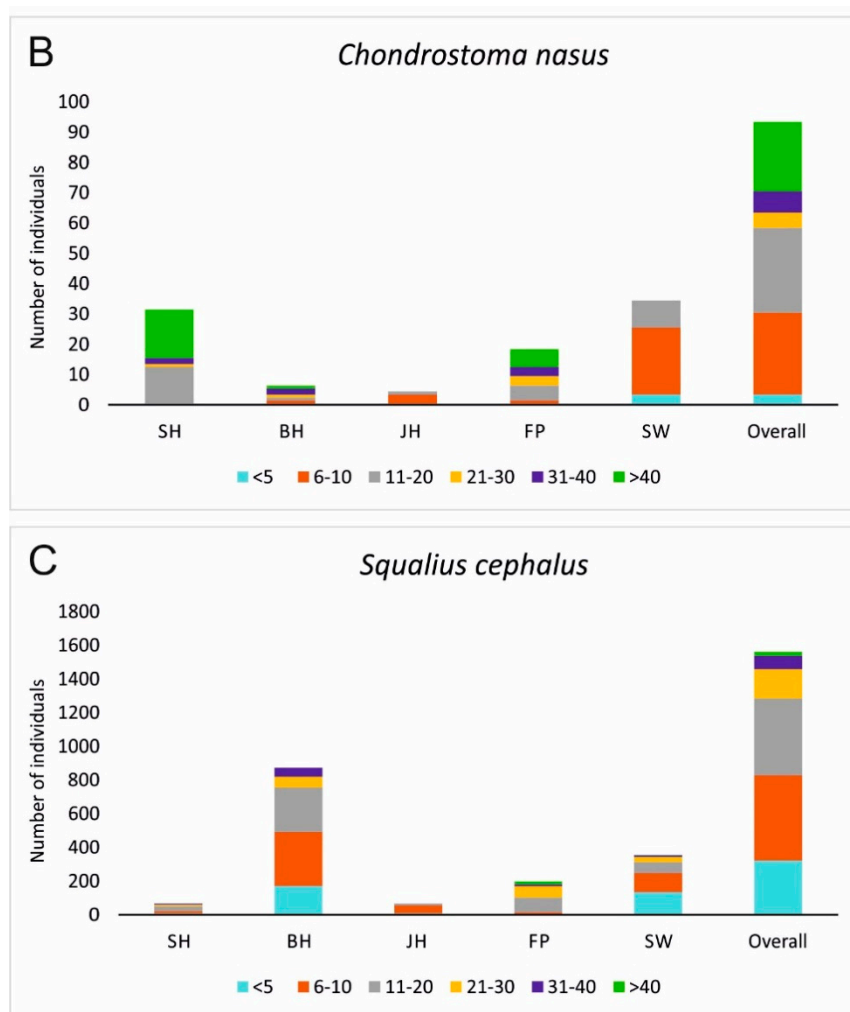 B
Chondrostoma nasus
Number of individuals
100
90
80
70
60
50
40
30
20
10
0
SH BH JH FP SW Overall
<5 6-10 11-20 21-30 31-40 >40
C
Squalius cephalus
Number of individuals
1800
1600
1400
1200
1000
800
600
400
200
0
SH BH JH FP SW Overall
<5 6-10 11-20 21-30 31-40 >40